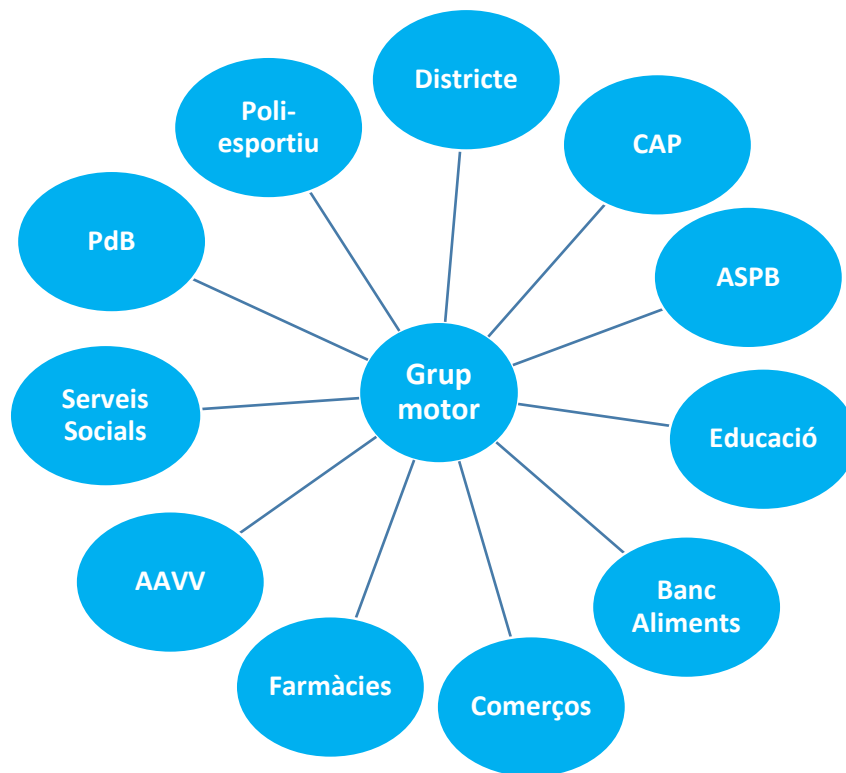 Districte
Poli-
esportiu
CAP
PdB
ASPB
Grup
motor
Serveis
Socials
Educació
AAVV
Banc
Aliments
Farmàcies
Comerços